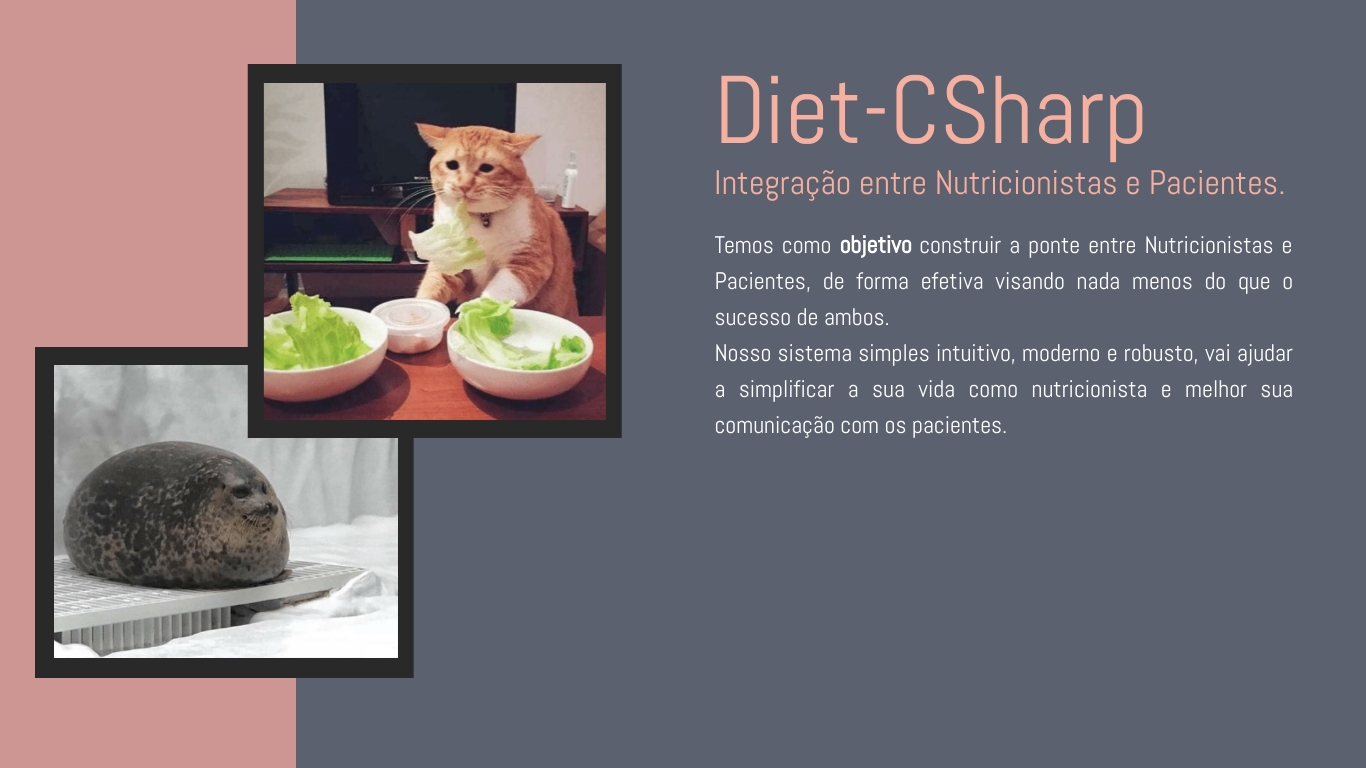 Diet-CSharp
Integração entre Nutricionistas e Pacientes.
Temos como objetivo construir a ponte entre Nutricionistas e
Pacientes, de forma efetiva visando nada menos do que o
sucesso de ambos.
Nosso sistema simples intuitivo, moderno e robusto, vai ajudar
a simplificar a sua vida como nutricionista e melhor sua
comunicação com os pacientes.